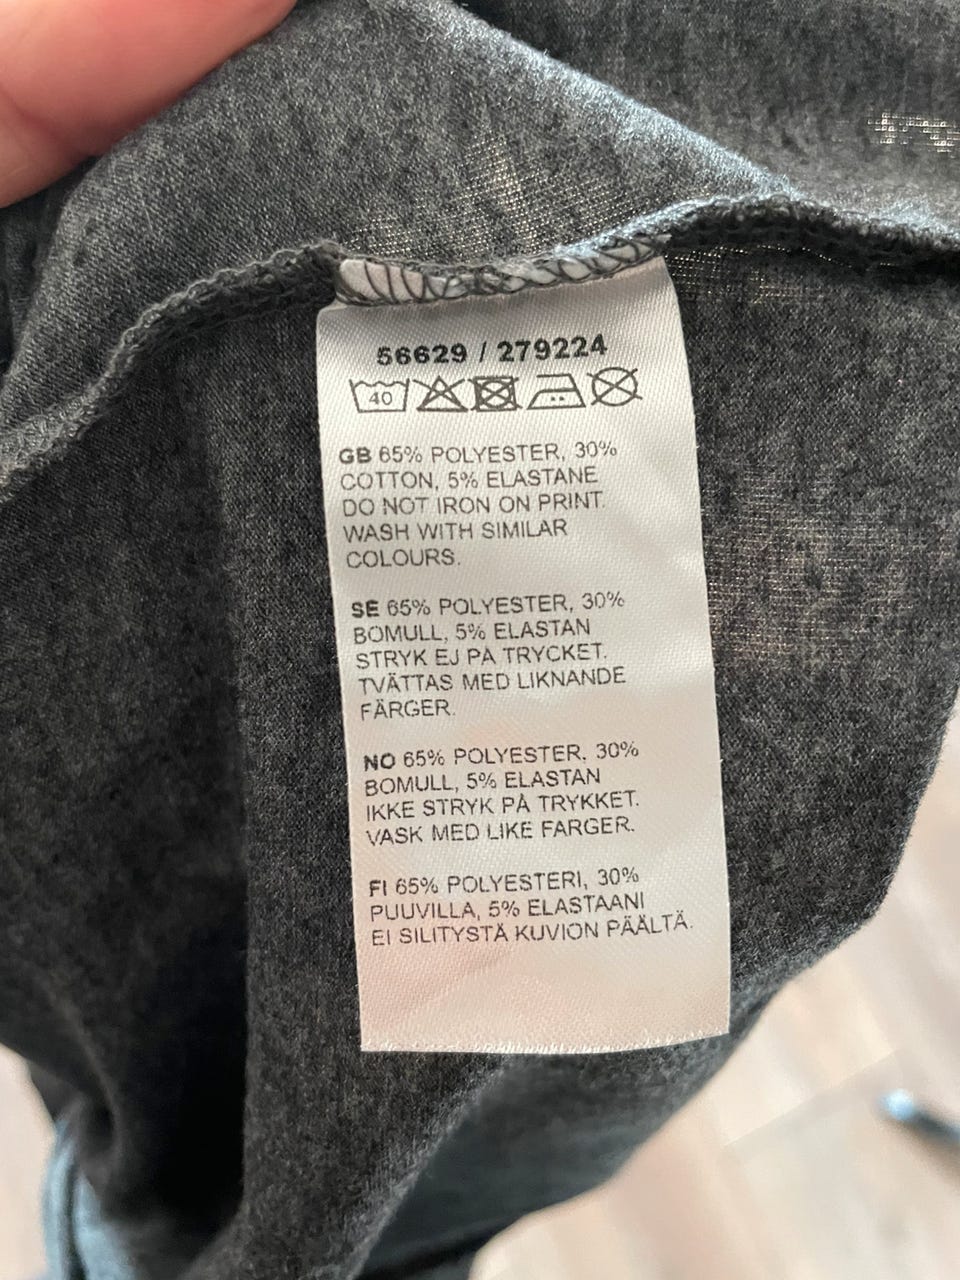 56629 / 279224
40
GB 65% POLYESTER, 30%
COTTON, 5% ELASTANE
DO NOT IRON ON PRINT.
WASH WITH SIMILAR
COLOURS.
SE 65% POLYESTER, 30%
BOMULL, 5% ELASTAN
STRYK EJ PÅ TRYCKET.
TVÄTTAS MED LIKNANDE
FÄRGER.
NO 65% POLYESTER, 30%
BOMULL, 5% ELASTAN
IKKE STRYK PÅ TRYKKET.
VASK MED LIKE FARGER.
FI 65% POLYESTERI, 30%
PUUVILLA, 5% ELASTAANI
EI SILITYSTÄ KUVION PÄÄLTÄ.